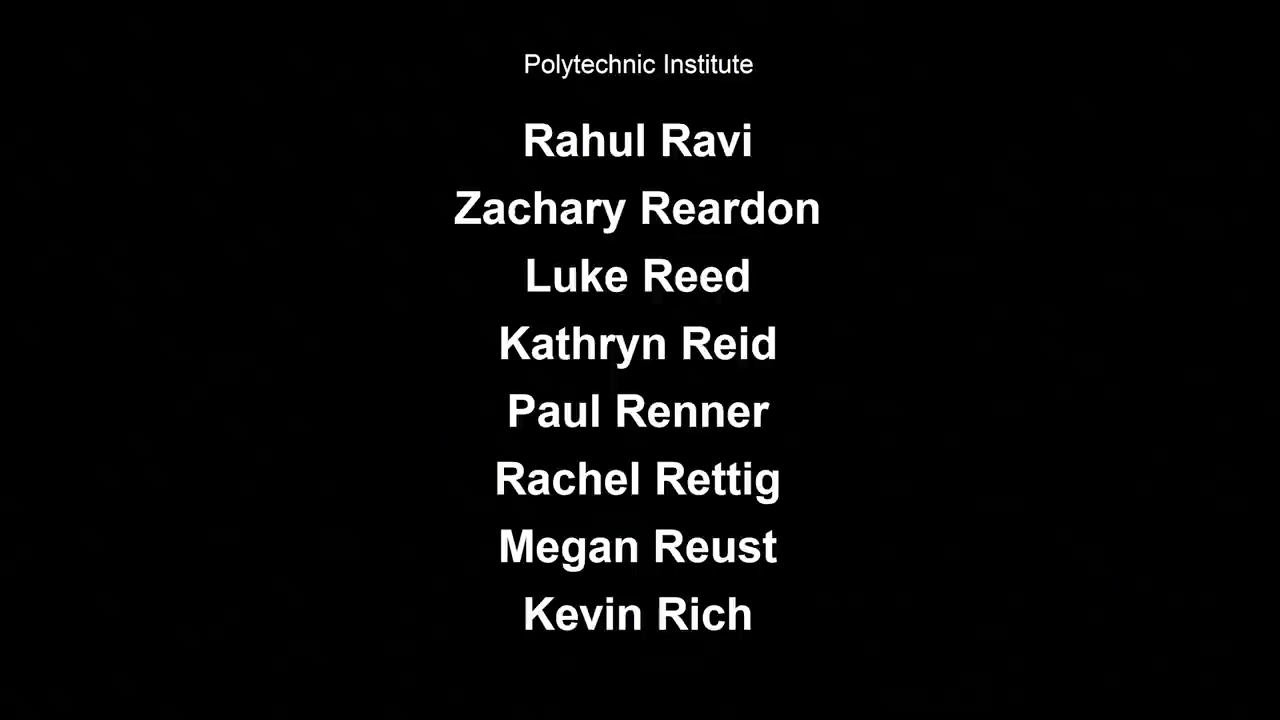 Polytechnic Institute
Rahul Ravi
Zachary Reardon
Luke Reed
Kathryn Reid
Paul Renner
Rachel Rettig
Megan Reust
Kevin Rich